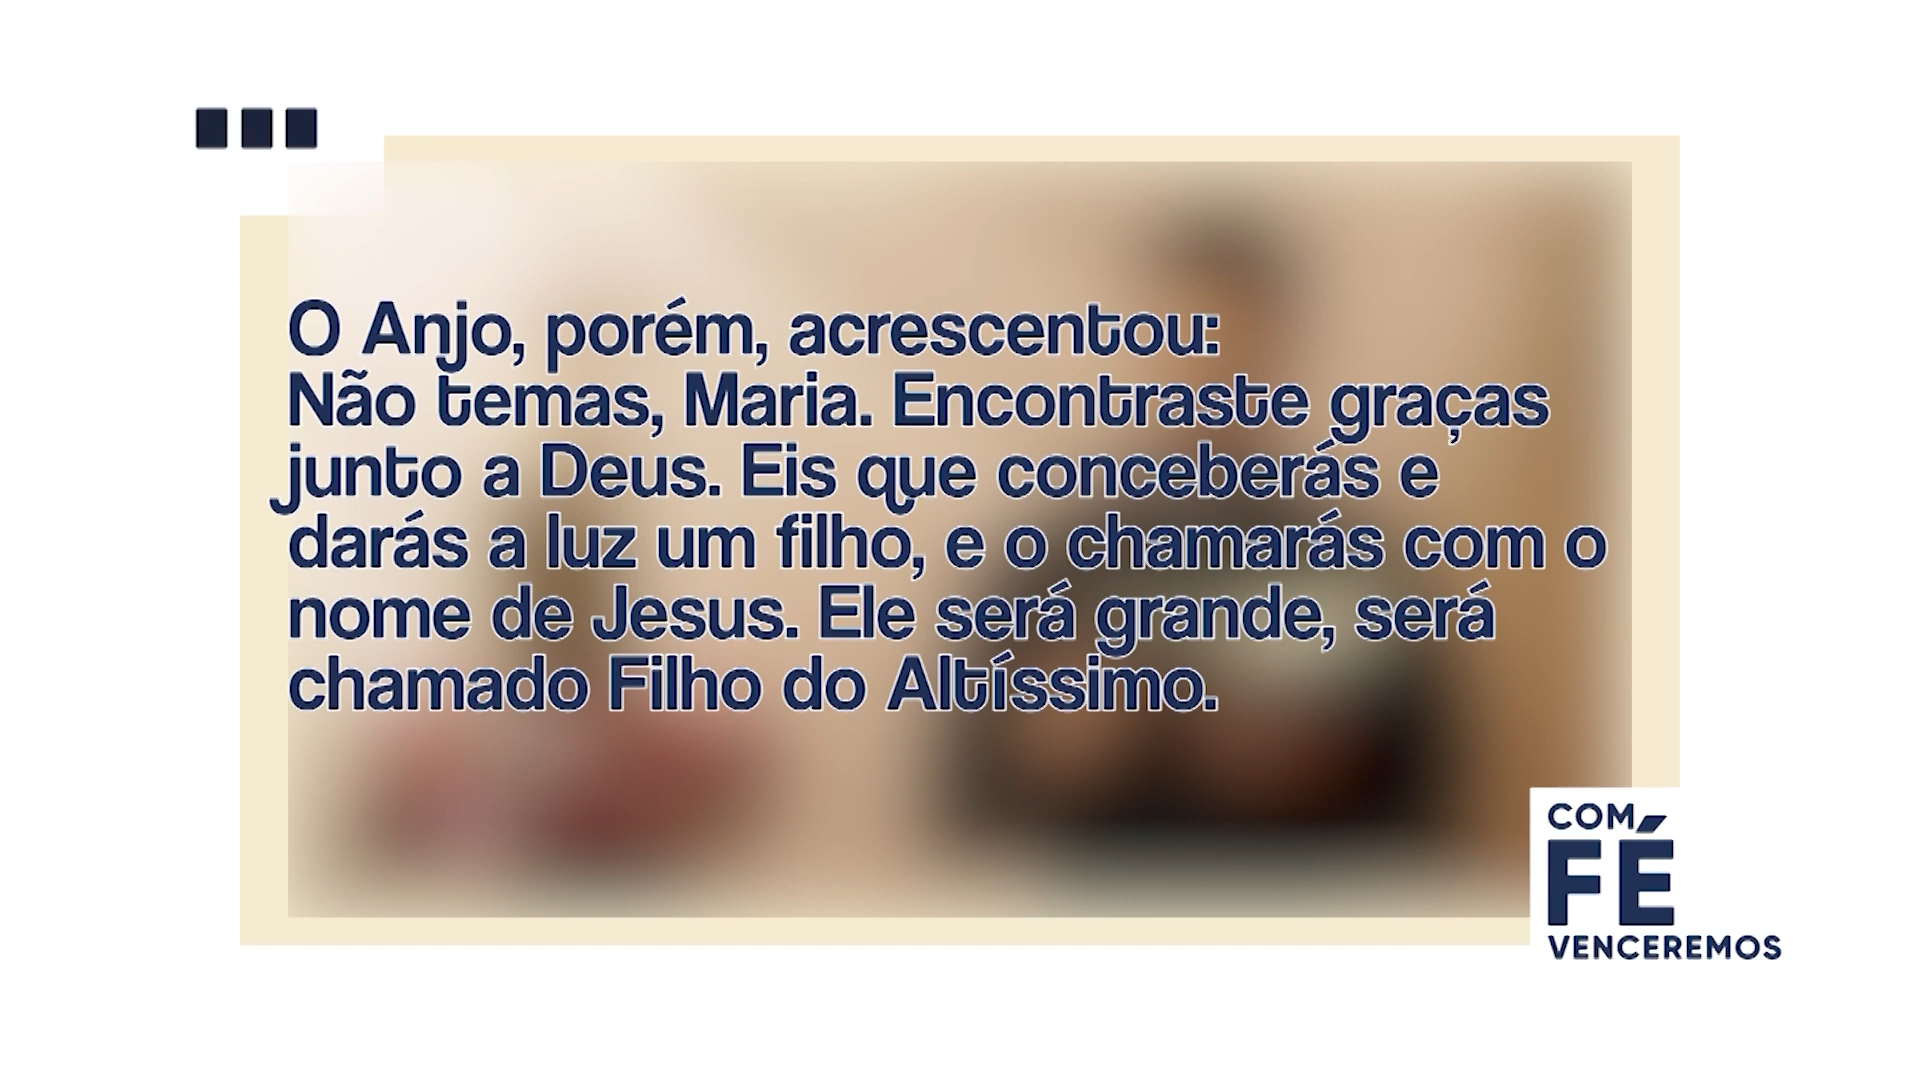 O Anjo, porém, acrescentou:
Não temas, Maria. Encontraste graças
junto a Deus. Eis que conceberás e
darás a luz um filho, e o chamarás com o
nome de Jesus. Ele será grande, será
chamado Filho do Altíssimo.
COM
FÉ
VENCEREMOS